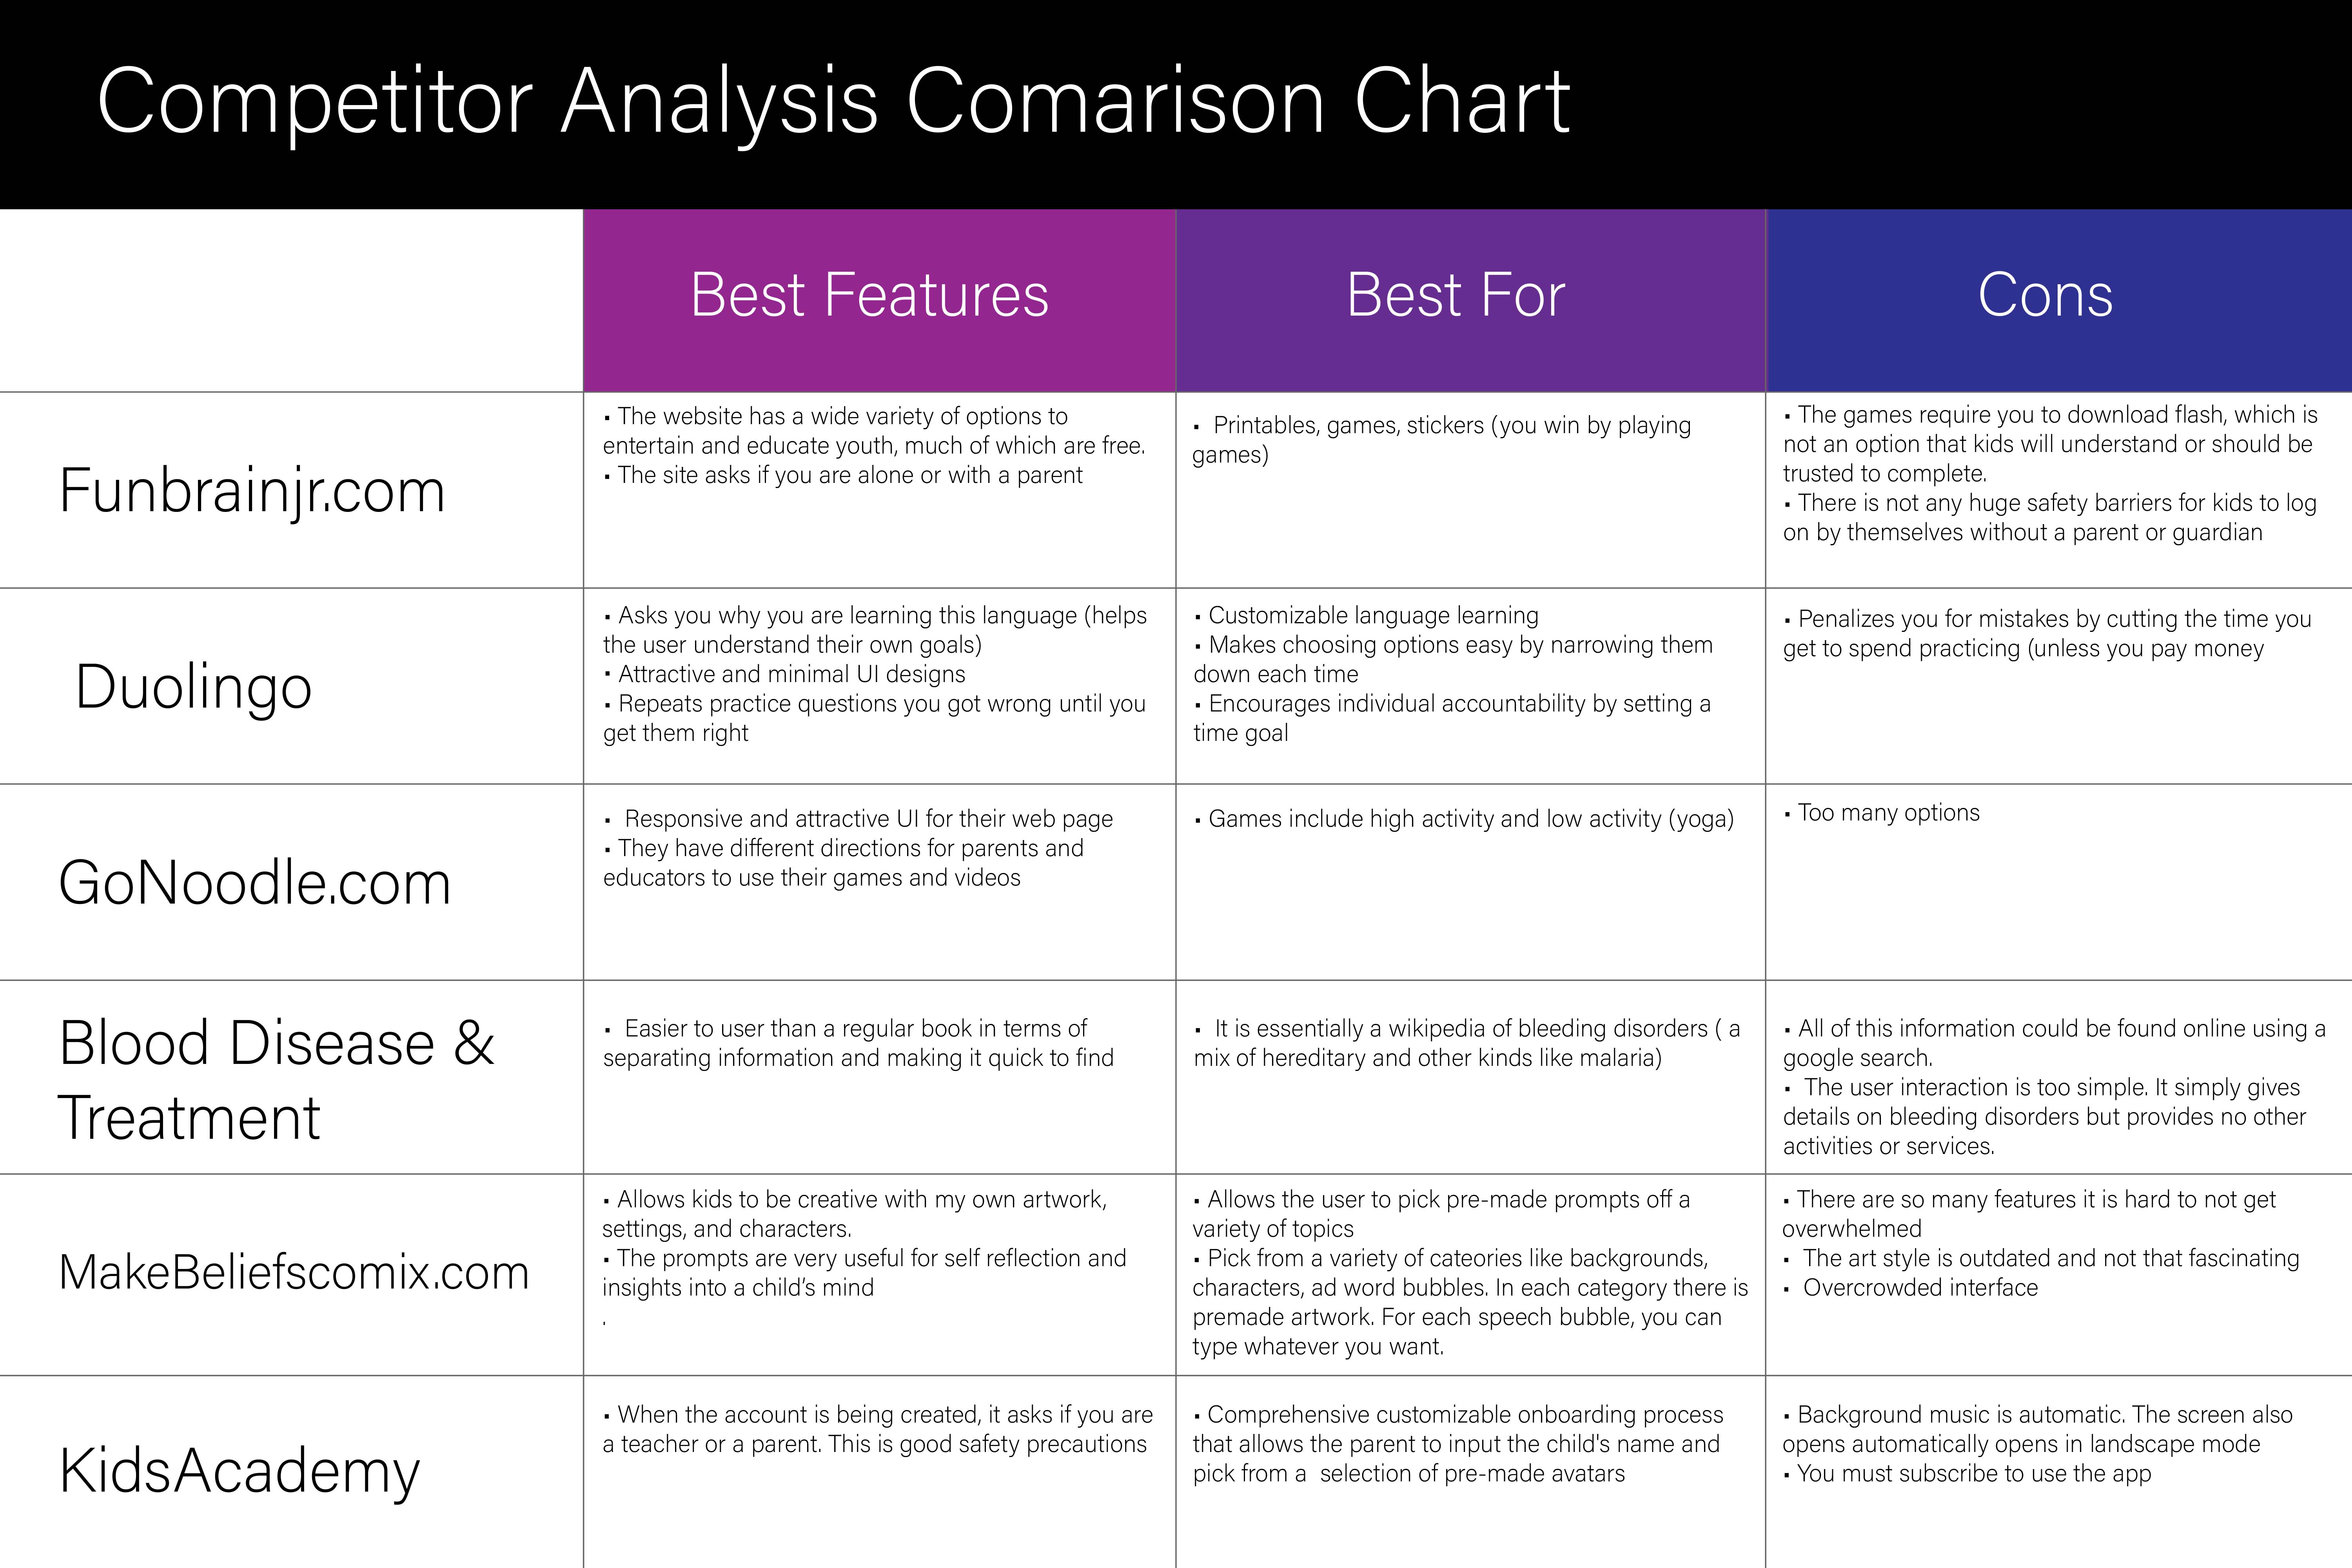 Competitor Analysis Comarison Chart
Best Features
Best For
Cons
Funbrainjr.com
▪ The website has a wide variety of options to
entertain and educate youth, much of which are free.
▪ The site asks if you are alone or with a parent
▪ Printables, games, stickers (you win by playing
games)
▪ The games require you to download flash, which is
not an option that kids will understand or should be
trusted to complete.
▪ There is not any huge safety barriers for kids to log
on by themselves without a parent or guardian
Duolingo
▪ Asks you why you are learning this language (helps
the user understand their own goals)
▪ Attractive and minimal UI designs
▪ Repeats practice questions you got wrong until you
get them right
▪ Customizable language learning
▪ Makes choosing options easy by narrowing them
down each time
▪ Encourages individual accountability by setting a
time goal
▪ Penalizes you for mistakes by cutting the time you
get to spend practicing (unless you pay money
GoNoodle.com
▪ Responsive and attractive UI for their web page
▪ They have different directions for parents and
educators to use their games and videos
▪ Games include high activity and low activity (yoga)
▪ Too many options
Blood Disease &
Treatment
▪ Easier to user than a regular book in terms of
separating information and making it quick to find
▪ It is essentially a wikipedia of bleeding disorders ( a
mix of hereditary and other kinds like malaria)
▪ All of this information could be found online using a
google search.
▪ The user interaction is too simple. It simply gives
details on bleeding disorders but provides no other
activities or services.
MakeBeliefscomix.com
▪ Allows kids to be creative with my own artwork,
settings, and characters.
▪ The prompts are very useful for self reflection and
insights into a child's mind
.
▪ Allows the user to pick pre-made prompts off a
variety of topics
▪ Pick from a variety of cateories like backgrounds,
characters, ad word bubbles. In each category there is
premade artwork. For each speech bubble, you can
type whatever you want.
▪ There are so many features it is hard to not get
overwhelmed
▪ The art style is outdated and not that fascinating
▪ Overcrowded interface
KidsAcademy
▪ When the account is being created, it asks if you are
a teacher or a parent. This is good safety precautions
▪ Comprehensive customizable onboarding process
that allows the parent to input the child's name and
pick from a selection of pre-made avatars
▪ Background music is automatic. The screen also
opens automatically opens in landscape mode
▪ You must subscribe to use the app